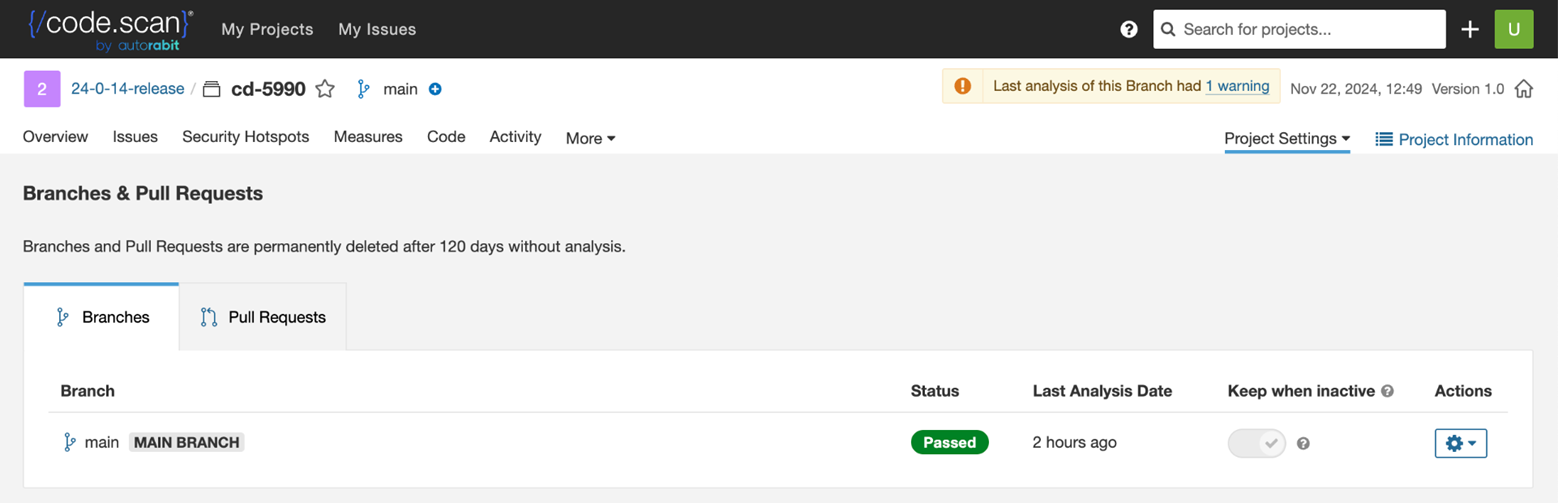 {/code.scan}® My Projects My Issues ? Search for projects... + U
by autorabit
2 24-0-14-release / cd-5990 main Last analysis of this Branch had 1 warning Nov 22, 2024, 12:49 Version 1.0
Overview Issues Security Hotspots Measures Code Activity More Project Settings Project Information
Branches & Pull Requests
Branches and Pull Requests are permanently deleted after 120 days without analysis.
Branches Pull Requests
Branch Status Last Analysis Date Keep when inactive ? Actions
main MAIN BRANCH Passed 2 hours ago ?